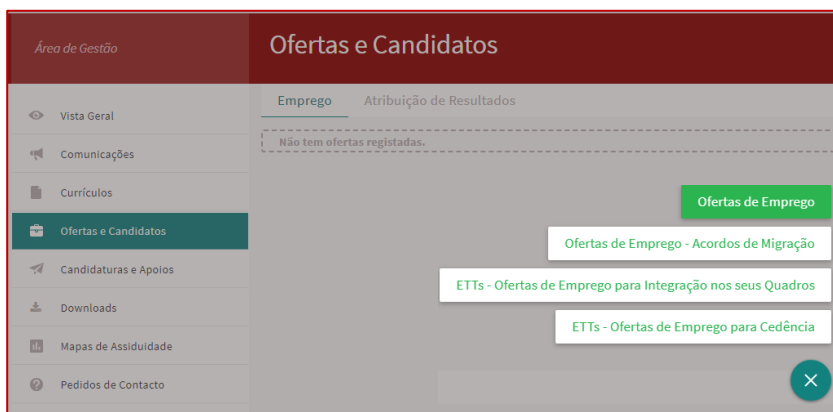 Área de Gestão
Ofertas e Candidatos
Emprego
Atribuição de Resultados
Vista Geral
Não tem ofertas registadas.
Comunicações
Currículos
Ofertas de Emprego
Ofertas e Candidatos
Ofertas de Emprego - Acordos de Migração
Candidaturas e Apoios
ETTs - Ofertas de Emprego para Integração nos seus Quadros
Downloads
ETTs - Ofertas de Emprego para Cedência
Mapas de Assiduidade
Pedidos de Contacto